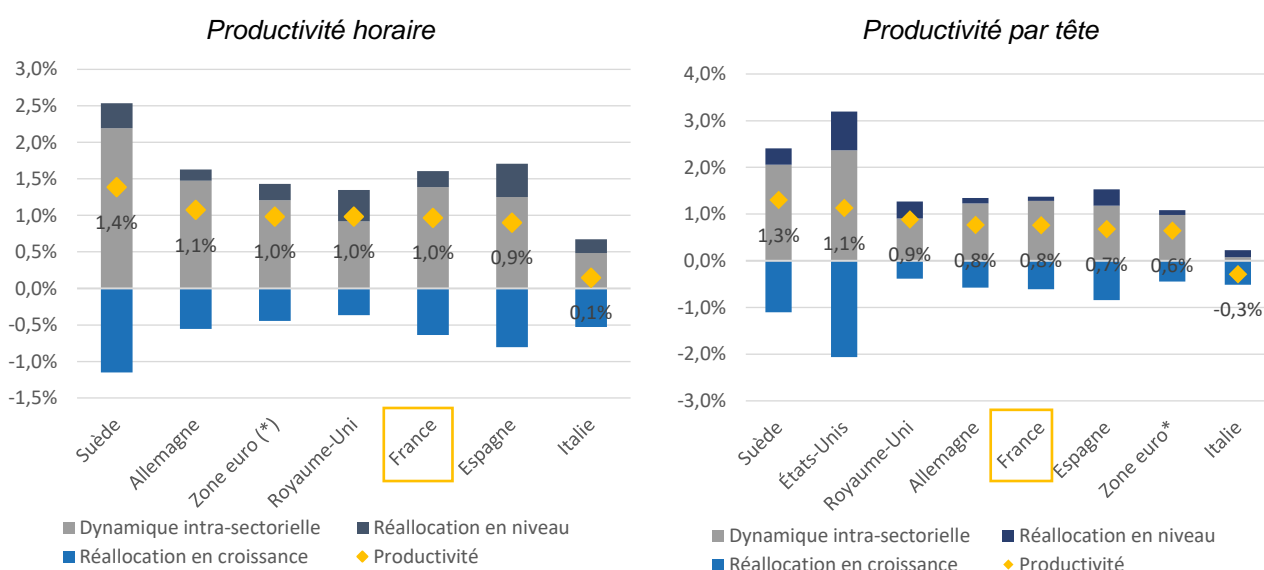 Productivité horaire
3,0%
2,5%
2,0%
1,5%
1,0%
0,5%
0,0%
-0,5%
-1,0%
-1,5%
1,4%
1,1%
1,0%
1,0%
1,0%
0,9%
0,1%
Suède
Allemagne
Zone euro (*)
Royaume-Uni
France
Espagne
Italie
Dynamique intra-sectorielle
Réallocation en niveau
Réallocation en croissance
Productivité
Productivité par tête
4,0%
3,0%
2,0%
1,0%
0,0%
-1,0%
-2,0%
-3,0%
1,3%
1,1%
0,9%
0,8%
0,8%
0,7%
0,6%
-0,3%
Suède
États-Unis
Royaume-Uni
Allemagne
France
Espagne
Zone euro*
Italie
Dynamique intra-sectorielle
Réallocation en niveau
Réallocation en croissance
Productivité